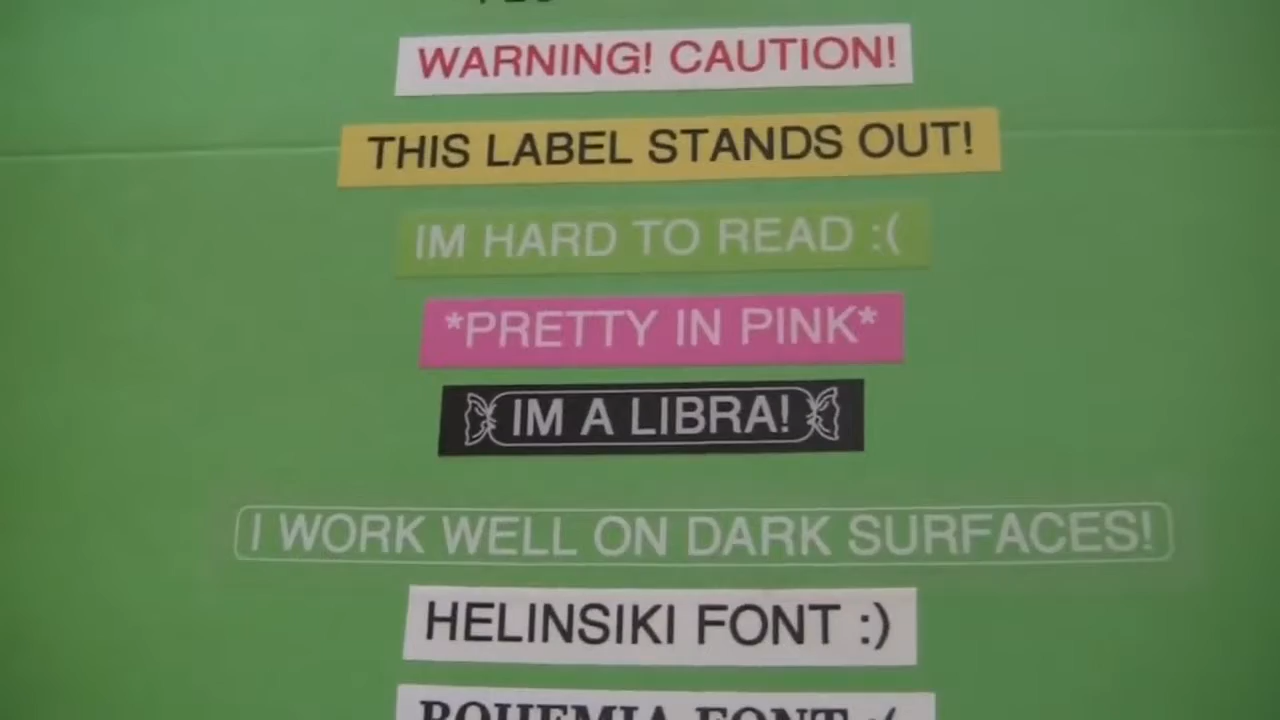 WARNING! CAUTION!
THIS LABEL STANDS OUT!
IM HARD TO READ :(
*PRETTY IN PINK*
IM A LIBRA!
I WORK WELL ON DARK SURFACES!
HELINSIKI FONT :)
BOHEMIA FONT :(